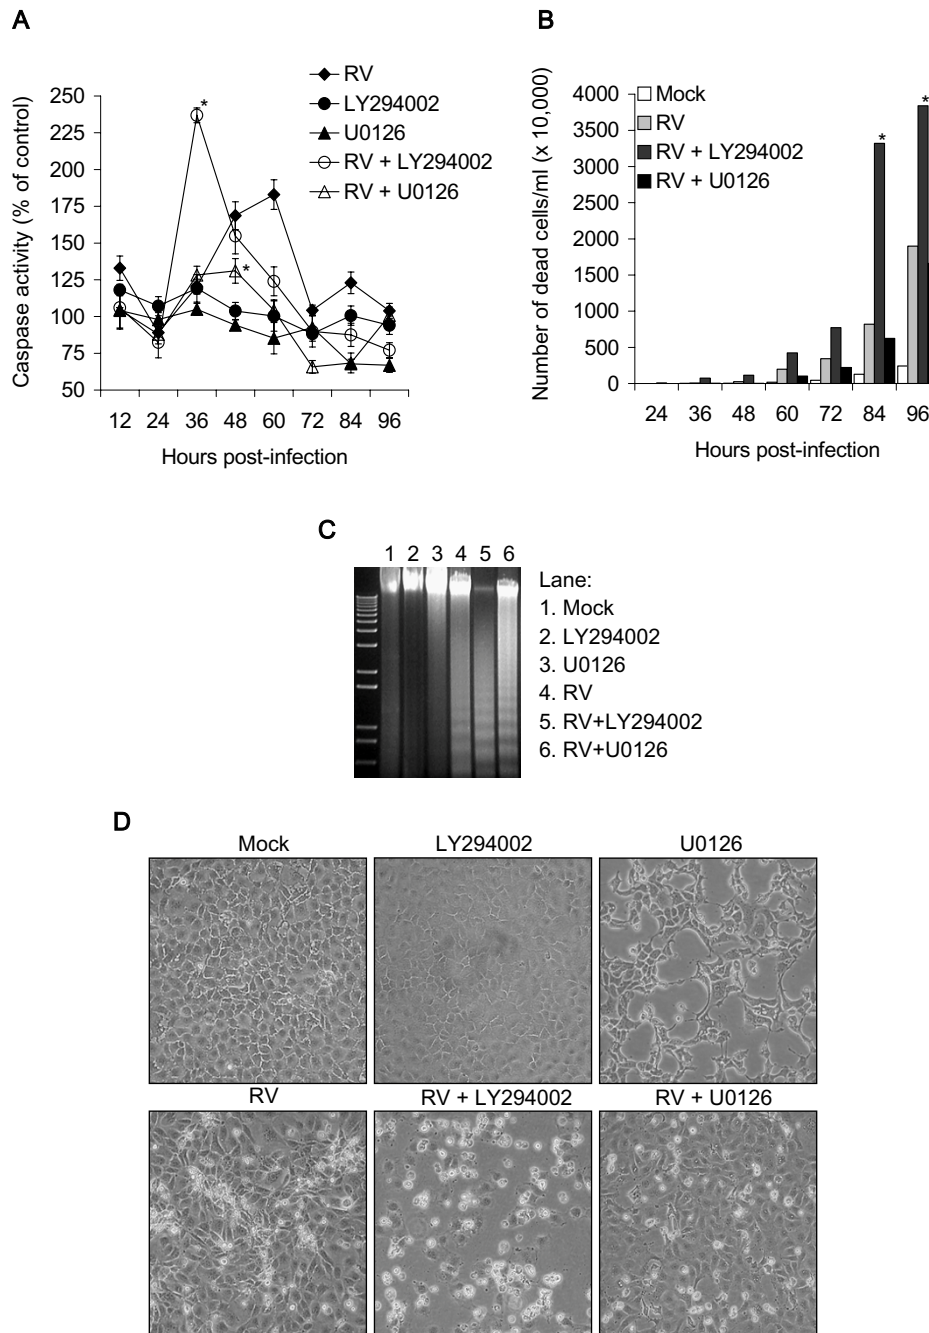 A
Caspase activity (% of control)
250
225
200
175
150
125
100
75
50
*
*
RV
LY294002
U0126
RV + LY294002
RV + U0126
12 24 36 48 60 72 84 96
Hours post-infection
B
Number of dead cells/ml (x 10,000)
4000
3500
3000
2500
2000
1500
1000
500
0
Mock
RV
RV + LY294002
RV + U0126
*
*
24 36 48 60 72 84 96
Hours post-infection
C
1 2 3 4 5 6
Lane:
1. Mock
2. LY294002
3. U0126
4. RV
5. RV+LY294002
6. RV+U0126
D
Mock
LY294002
U0126
RV
RV + LY294002
RV + U0126